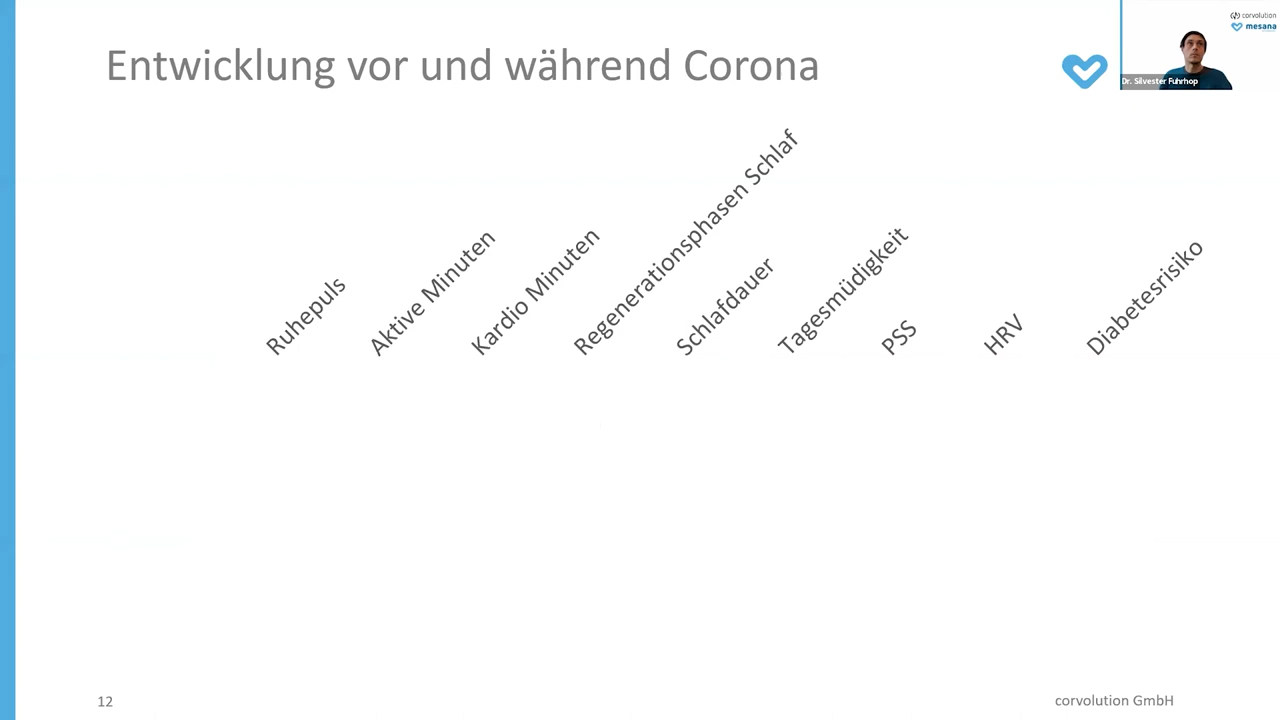 Entwicklung vor und während Corona
corvolution
mesana
Dr. Silvester Fuhrhop
Ruhepuls
Aktive Minuten
Kardio Minuten
Regenerationsphasen Schlaf
Schlafdauer
Tagesmüdigkeit
PSS
HRV
Diabetesrisiko
12
corvolution GmbH